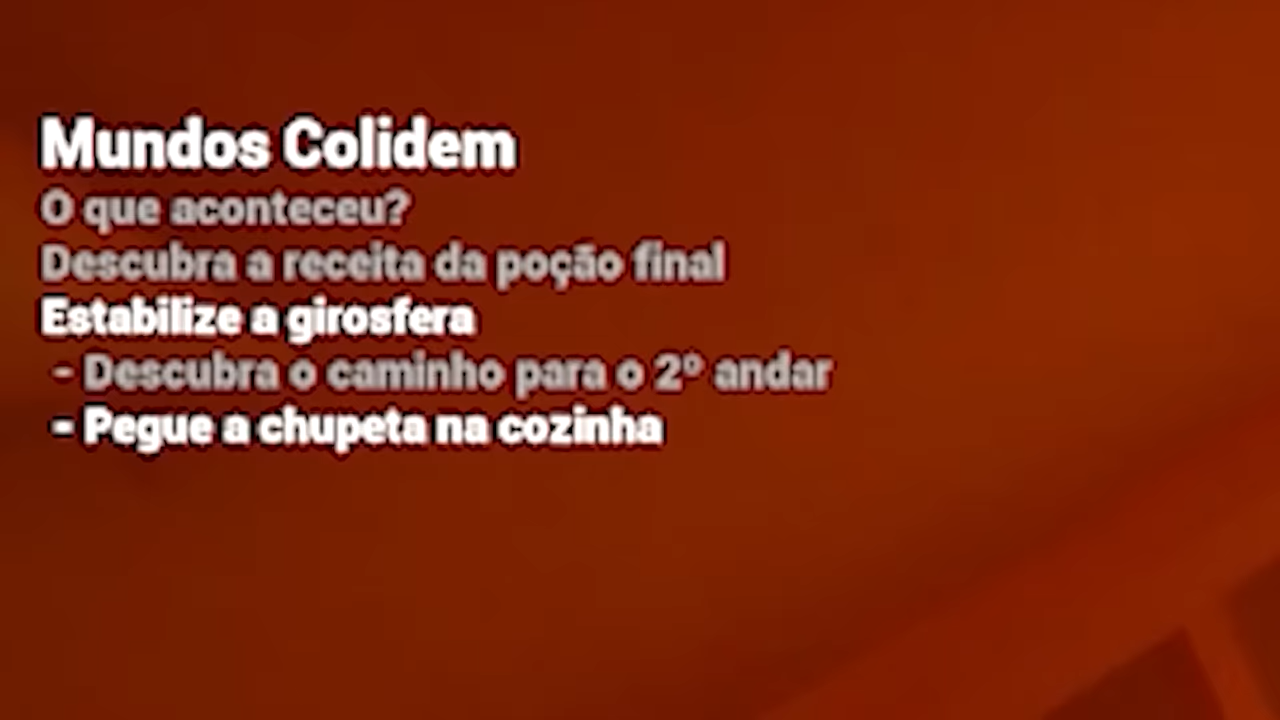 Mundos Colidem
O que aconteceu?
Descubra a receita da poção final
Estabilize a girosfera
- Descubra o caminho para o 2º andar
- Pegue a chupeta na cozinha